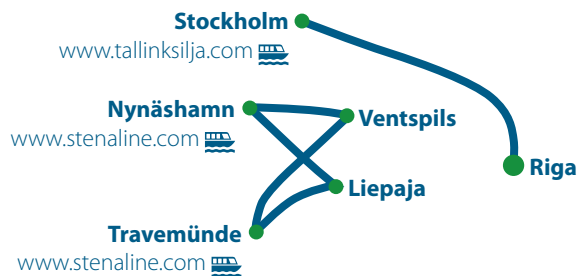 Stockholm
www.tallinksilja.com
Nynäshamn
www.stenaline.com
Ventspils
Riga
Liepaja
Travemünde
www.stenaline.com